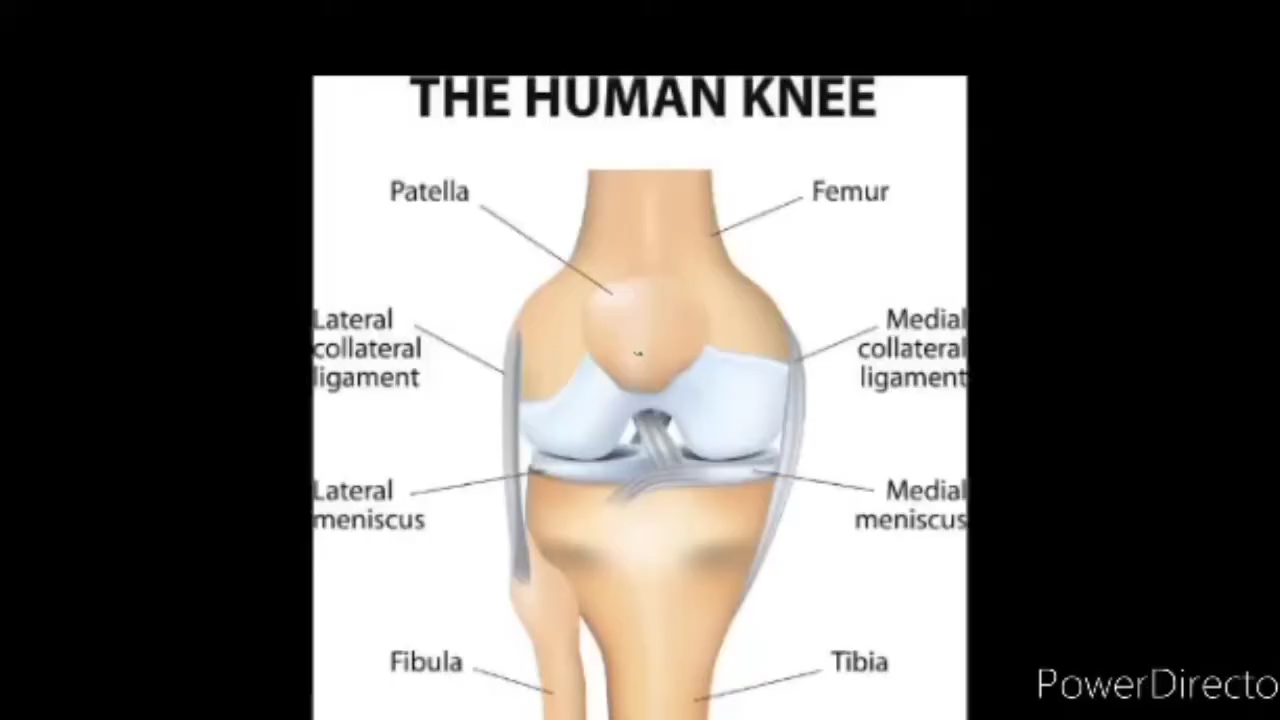 THE HUMAN KNEE
Patella
Femur
Lateral
collateral
ligament
Medial
collateral
ligament
Lateral
meniscus
Medial
meniscus
Fibula
Tibia
PowerDirecto